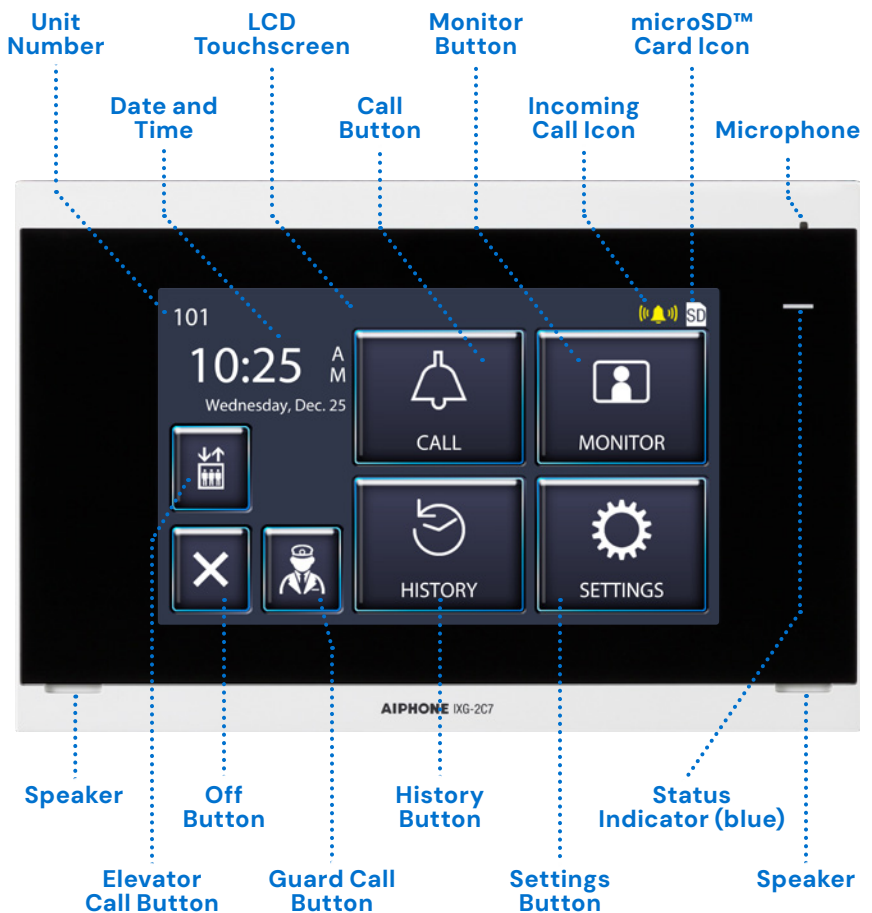 Unit
Number
LCD
Touchscreen
Monitor
Button
microSD™
Card Icon
Date and
Time
Call
Button
Incoming
Call Icon
Microphone
101
SD
10:25 AM
Wednesday, Dec. 25
CALL
MONITOR
HISTORY
SETTINGS
AIPHONE IXG-2C7
Speaker
Off
Button
History
Button
Status
Indicator (blue)
Elevator
Call Button
Guard Call
Button
Settings
Button
Speaker